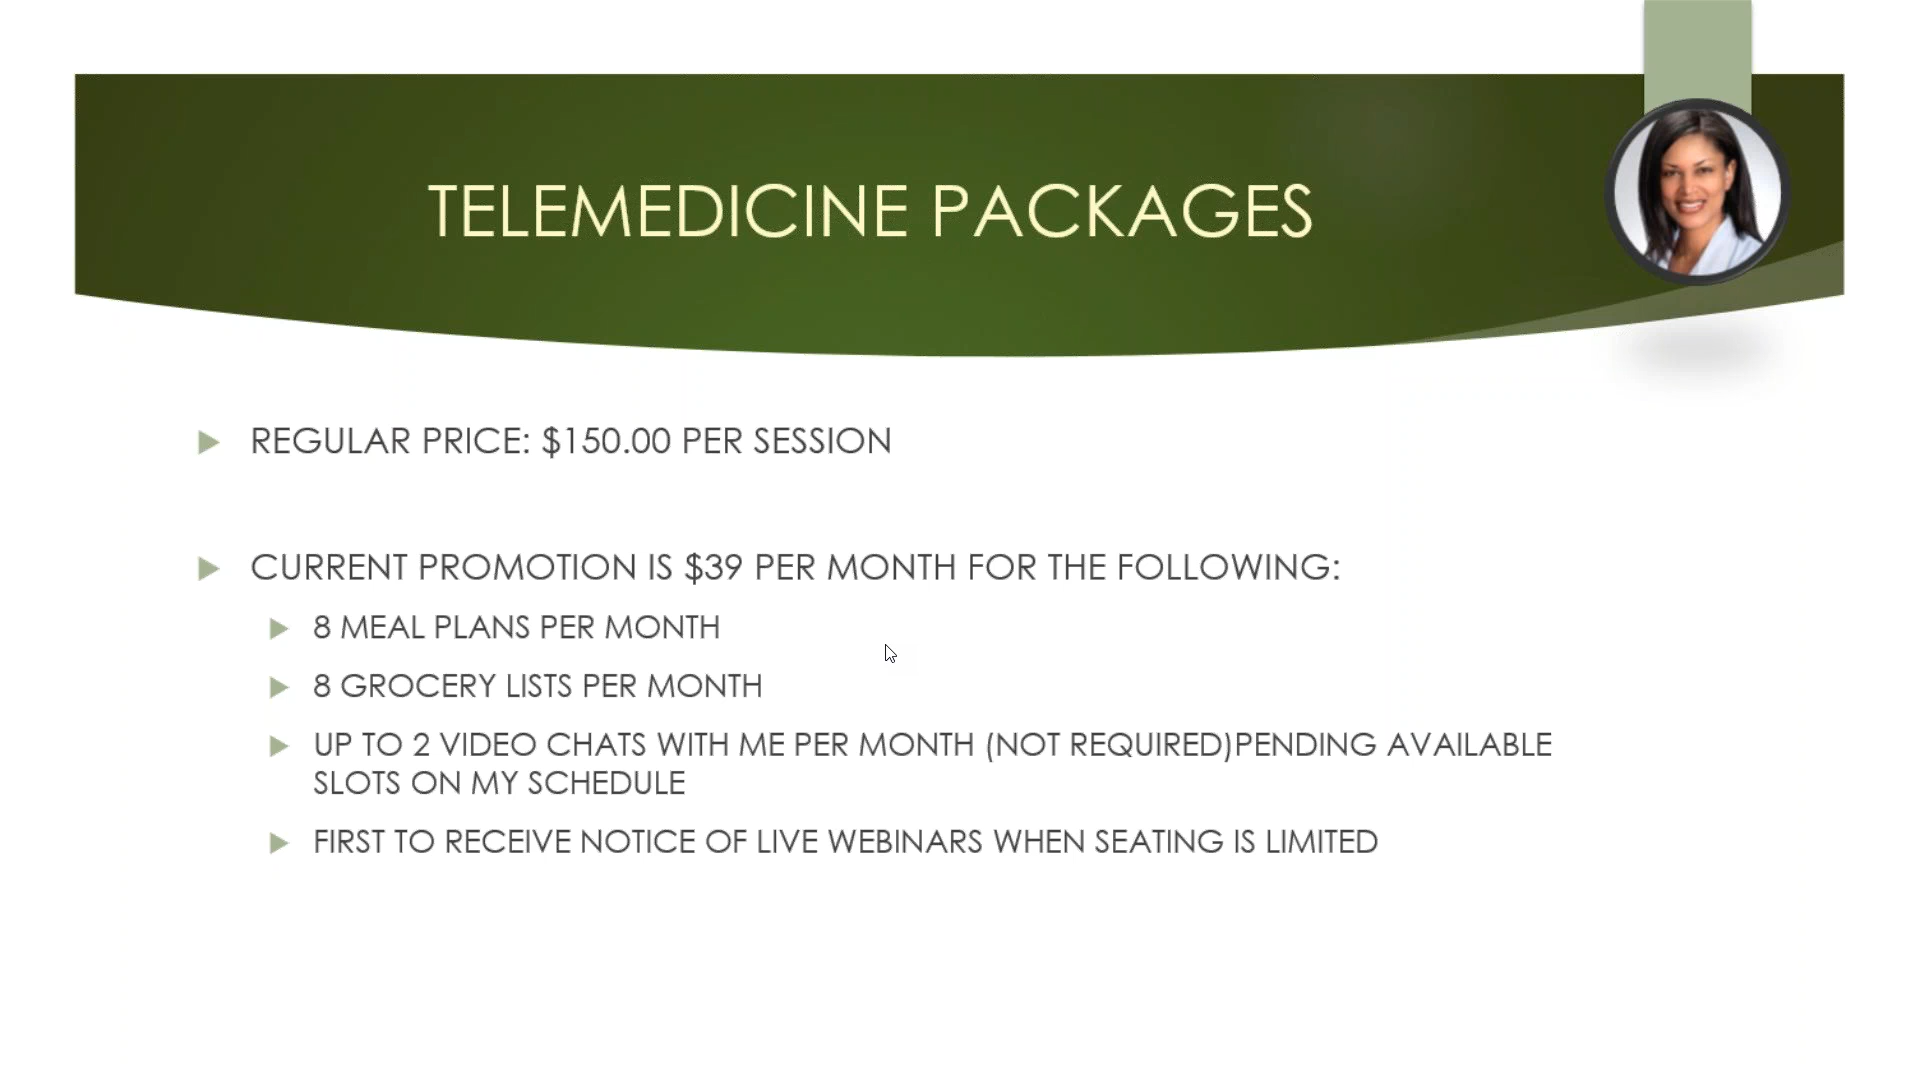 TELEMEDICINE PACKAGES
REGULAR PRICE: $150.00 PER SESSION
CURRENT PROMOTION IS $39 PER MONTH FOR THE FOLLOWING:
8 MEAL PLANS PER MONTH
8 GROCERY LISTS PER MONTH
UP TO 2 VIDEO CHATS WITH ME PER MONTH (NOT REQUIRED)PENDING AVAILABLE
SLOTS ON MY SCHEDULE
FIRST TO RECEIVE NOTICE OF LIVE WEBINARS WHEN SEATING IS LIMITED